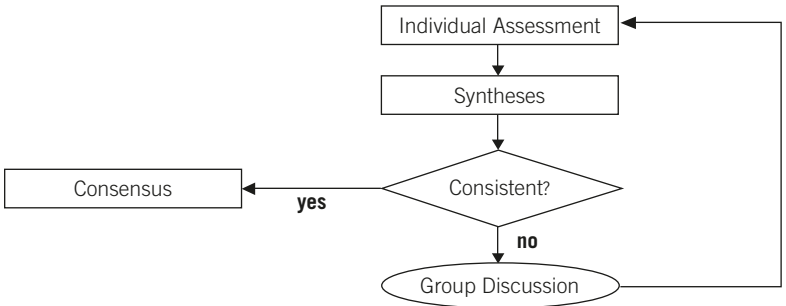 Individual Assessment
Syntheses
Consistent?
Consensus
yes
no
Group Discussion